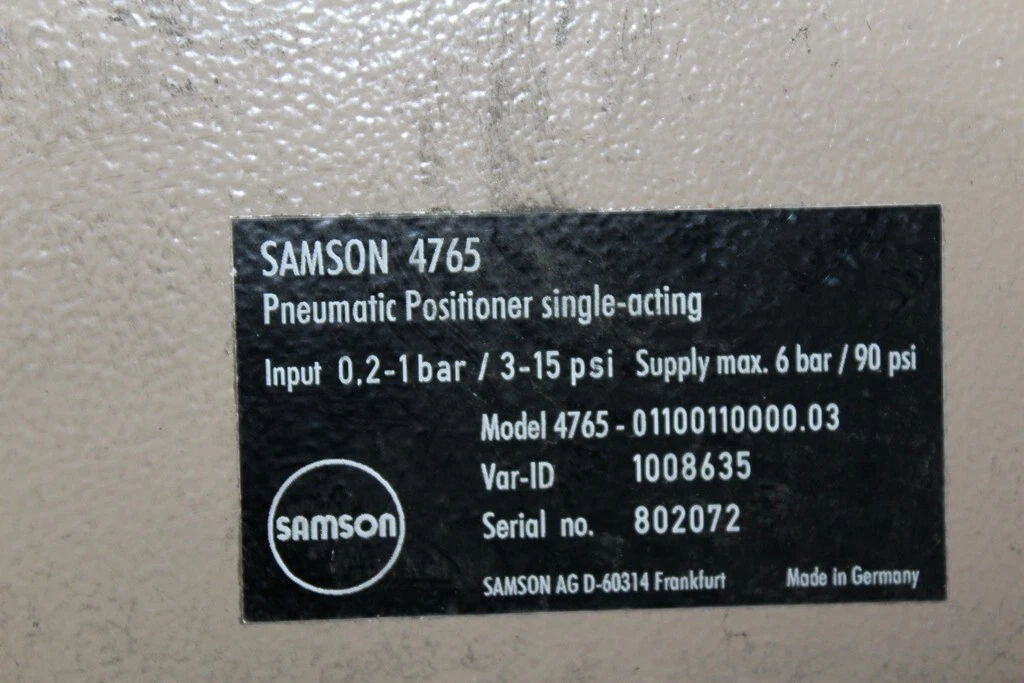 SAMSON 4765
Pneumatic Positioner single-acting
Input 0,2-1 bar / 3-15 psi Supply max. 6 bar / 90 psi
Model 4765 - 01100110000.03
Var-ID 1008635
Serial no. 802072
SAMSON
SAMSON AG D-60314 Frankfurt Made in Germany